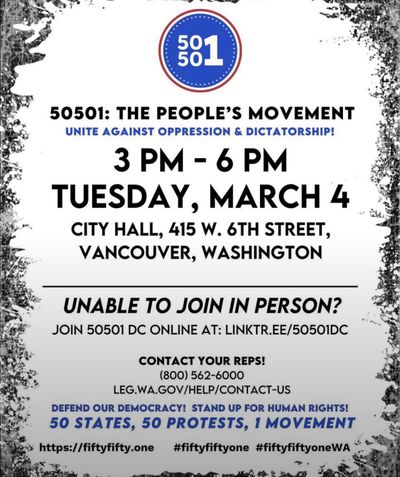 50
50 1
50501: THE PEOPLE'S MOVEMENT
UNITE AGAINST OPPRESSION & DICTATORSHIP!
3 PM - 6 PM
TUESDAY, MARCH 4
CITY HALL, 415 W. 6TH STREET,
VANCOUVER, WASHINGTON
UNABLE TO JOIN IN PERSON?
JOIN 50501 DC ONLINE AT: LINKTR.EE/50501DC
CONTACT YOUR REPS!
(800) 562-6000
LEG.WA.GOV/HELP/CONTACT-US
DEFEND OUR DEMOCRACY! STAND UP FOR HUMAN RIGHTS!
50 STATES, 50 PROTESTS, 1 MOVEMENT
https://fiftyfifty.one #fiftyfiftyone #fiftyfiftyoneWA